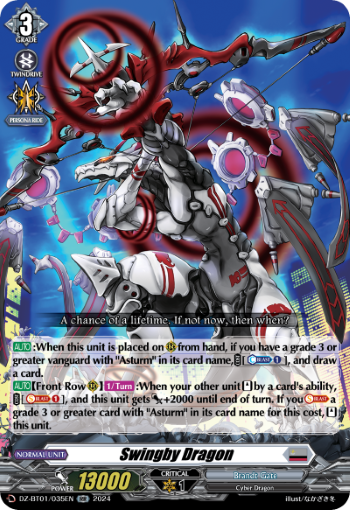 3
GRADE
TWINDRIVE
PERSONA RIDE
A chance of a lifetime. If not now, then when?
AUTO:When this unit is placed on from hand, if you have a grade 3 or
greater vanguard with "Asturm" in its card name, [BLAST 1], and draw
a card.
AUTO【Front Row】1/Turn:When your other unit by a card's ability,
[BLAST 1], and this unit gets +2000 until end of turn. If you BLAST a
grade 3 or greater card with "Asturm" in its card name for this cost,
this unit.
NORMAL UNIT
Swingby Dragon
POWER
13000
CRITICAL
1
Brandt Gate
Cyber Dragon
DZ-BT01/035EN
2024
illust/なかざき冬